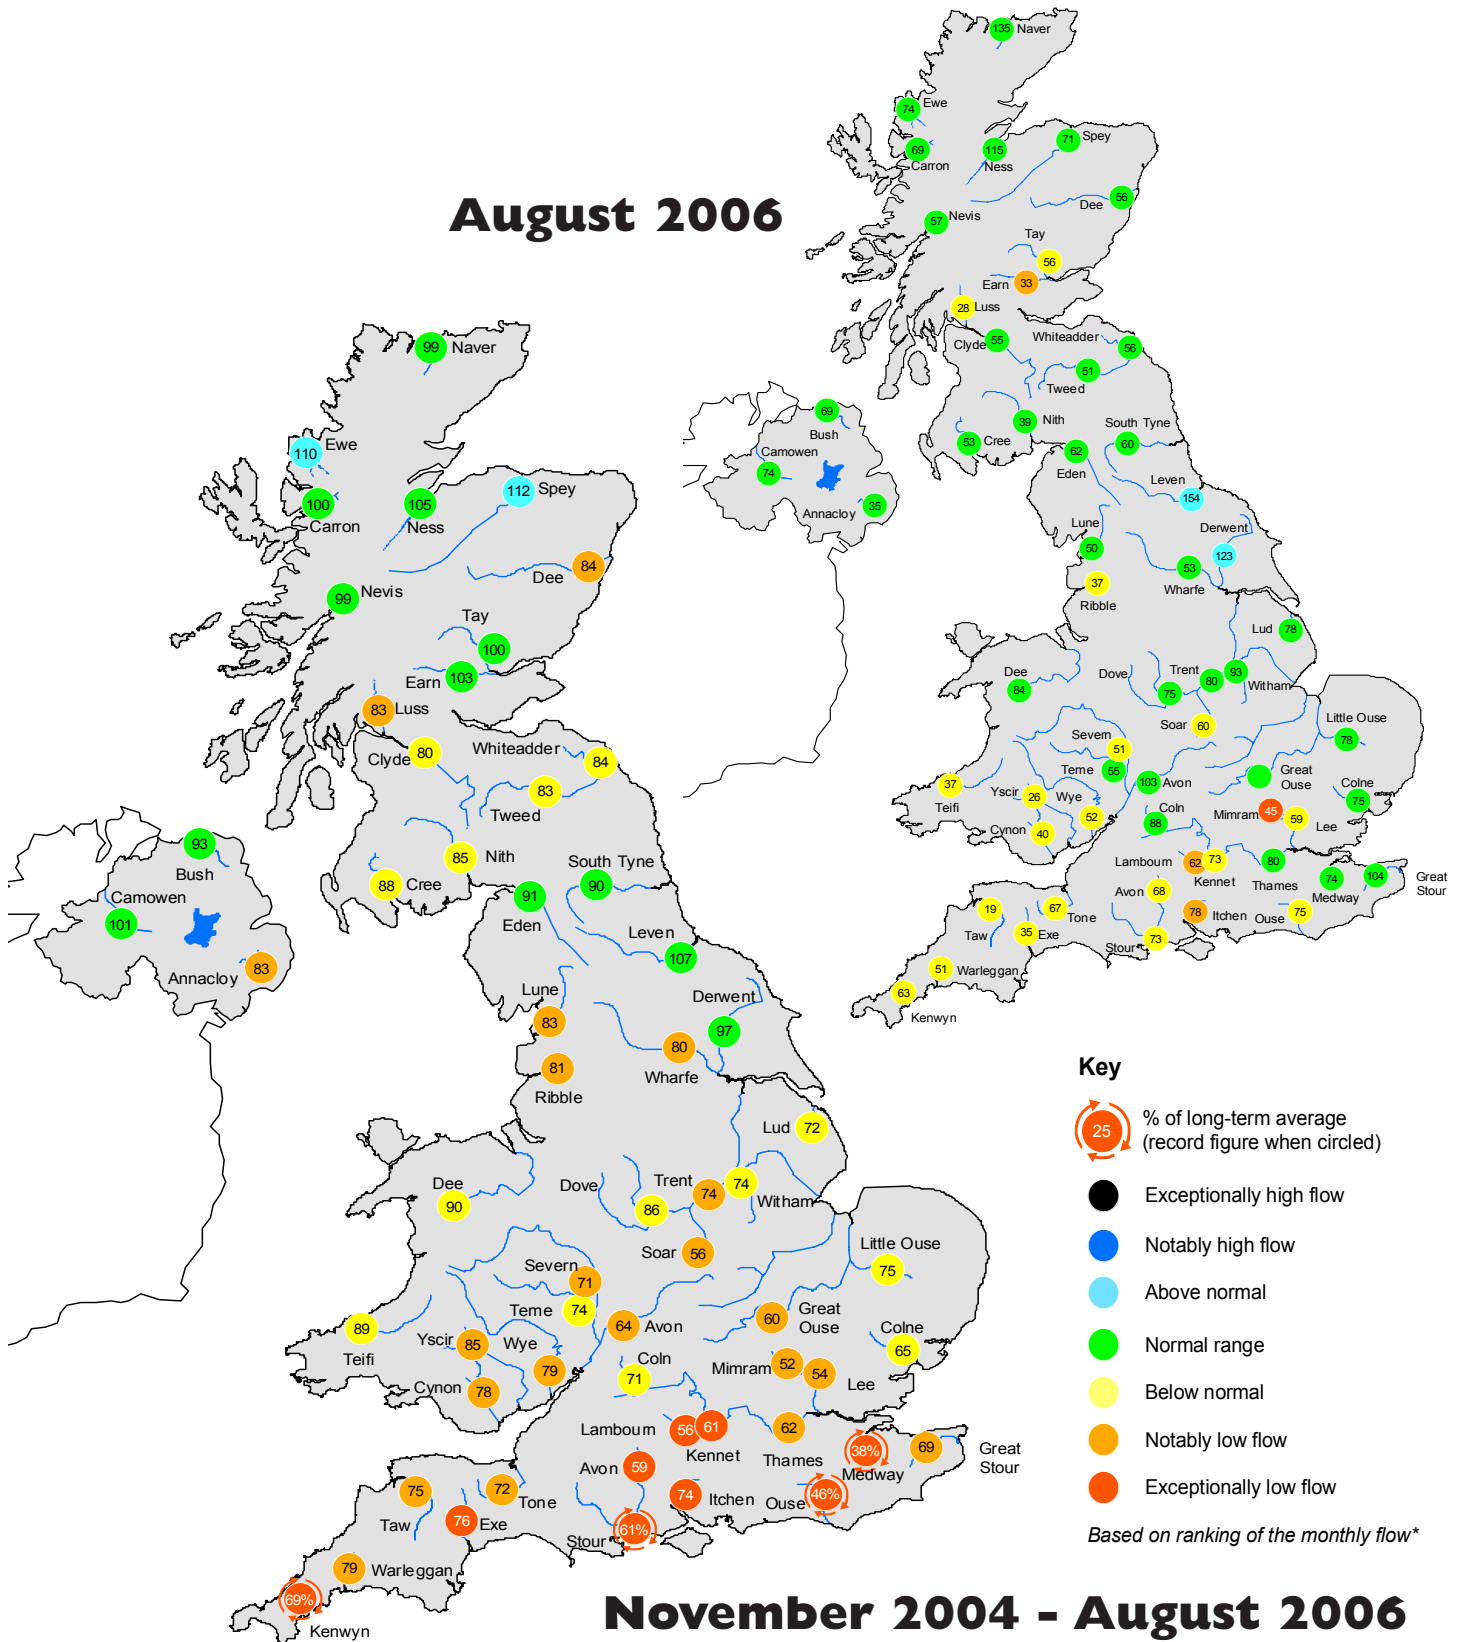 August 2006
135 Naver
74 Ewe
69
Carron
115
Ness
71 Spey
56
Dee
57 Nevis
Tay
56
Earn 33
28 Luss
Clyde 55
Whiteadder
56
51
Tweed
39 Nith
53 Cree
South Tyne
60
62
Eden
69
Bush
Camowen
74
Annacloy 35
Leven
154
Derwent
123
Lune
50
53
Wharfe
37
Ribble
Lud 78
Dee
84
Dove
75
Trent
80
93
Witham
Soar 60
Little Ouse
78
Severn
51
Teme 55
103 Avon
Great
Ouse
Colne
75
37
Teifi
Yscir
26
Wye
52
Cynon 40
Coln
88
Mimram 45
59
Lee
Lambourn 62
73
Kennet
80
Thames
74
Medway
104
Great
Stour
Avon 68
78 Itchen
Ouse 75
19
Taw
67
Tone
35 Exe
Stour 73
51
Warleggan
63
Kenwyn
99 Naver
110 Ewe
100
Carron
105
Ness
112 Spey
Dee 84
99 Nevis
Tay
100
Earn 103
83 Luss
Clyde 80
Whiteadder
84
83
Tweed
85 Nith
88 Cree
South Tyne
90
91
Eden
93
Bush
Camowen
101
Annacloy 83
Leven
107
Derwent
97
Lune
83
80
Wharfe
81
Ribble
Lud 72
Dee
90
Dove
86
Trent
74
74
Witham
Soar 56
Little Ouse
75
Severn
71
Teme 74
64 Avon
60
Great
Ouse
Colne
65
89
Teifi
Yscir 85
Wye
79
Cynon 78
Coln
71
Mimram 52
54
Lee
Lambourn 56
61
Kennet
62
Thames
38%
Medway
69
Great
Stour
Avon 59
74 Itchen
Ouse 46%
75
Taw
72
Tone
76 Exe
Stour 61%
79 Warleggan
69%
Kenwyn
Key
25
% of long-term average
(record figure when circled)
Exceptionally high flow
Notably high flow
Above normal
Normal range
Below normal
Notably low flow
Exceptionally low flow
Based on ranking of the monthly flow*
November 2004 - August 2006